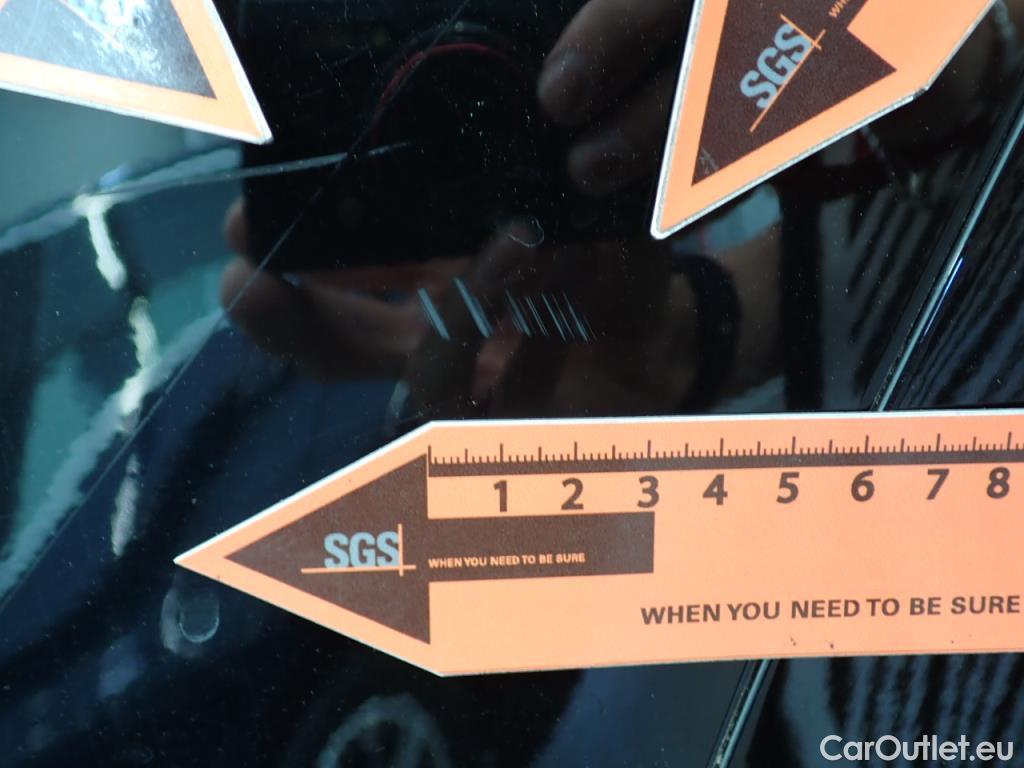 SGS
1 2 3 4 5 6 7 8
SGS
WHEN YOU NEED TO BE SURE
WHEN YOU NEED TO BE SURE
CarOutlet.eu